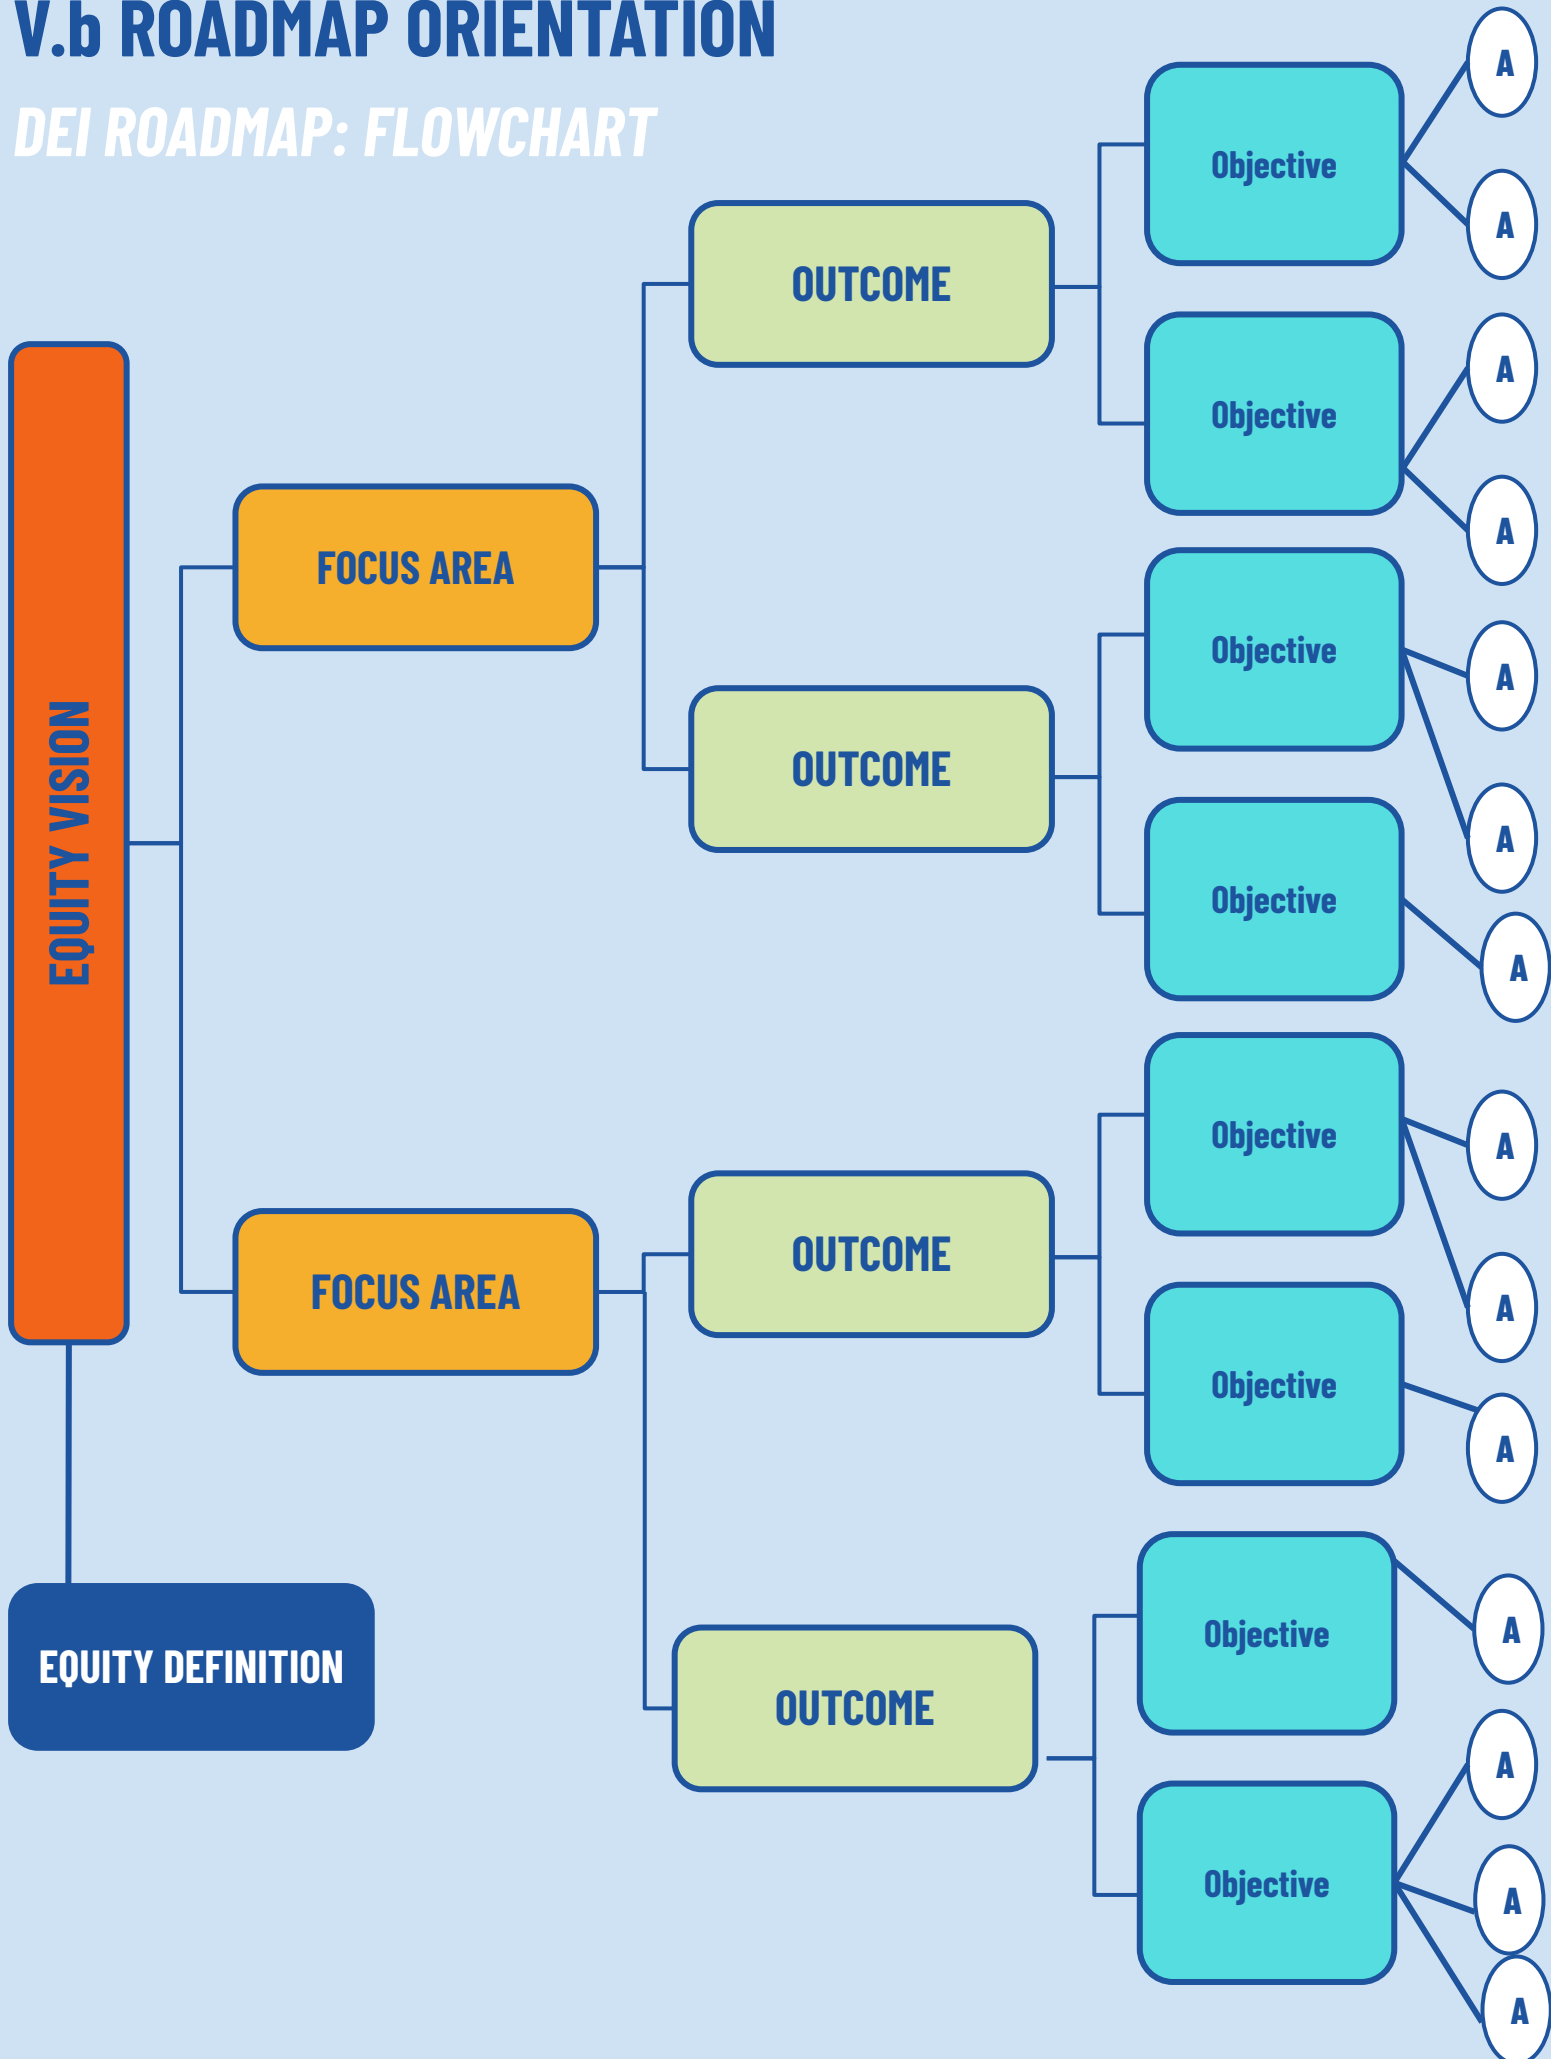 V.b ROADMAP ORIENTATION
DEI ROADMAP: FLOWCHART
EQUITY VISION
EQUITY DEFINITION
FOCUS AREA
FOCUS AREA
OUTCOME
OUTCOME
OUTCOME
OUTCOME
Objective
Objective
Objective
Objective
Objective
Objective
Objective
Objective
A
A
A
A
A
A
A
A
A
A
A
A
A
A